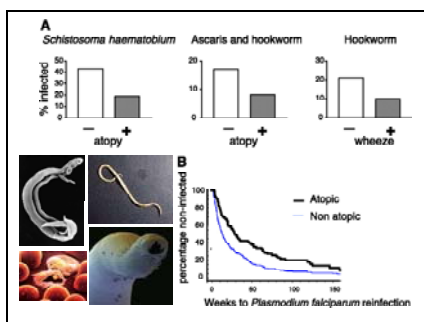 A
Schistosoma haematobium
Ascaris and hookworm
Hookworm
% infected
50
40
30
20
10
0
20
10
0
30
20
10
0
− +
− +
− +
atopy
atopy
wheeze
B
percentage non-infected
100
80
60
40
20
0
Atopic
Non atopic
0
50
100
150
Weeks to Plasmodium falciparum reinfection